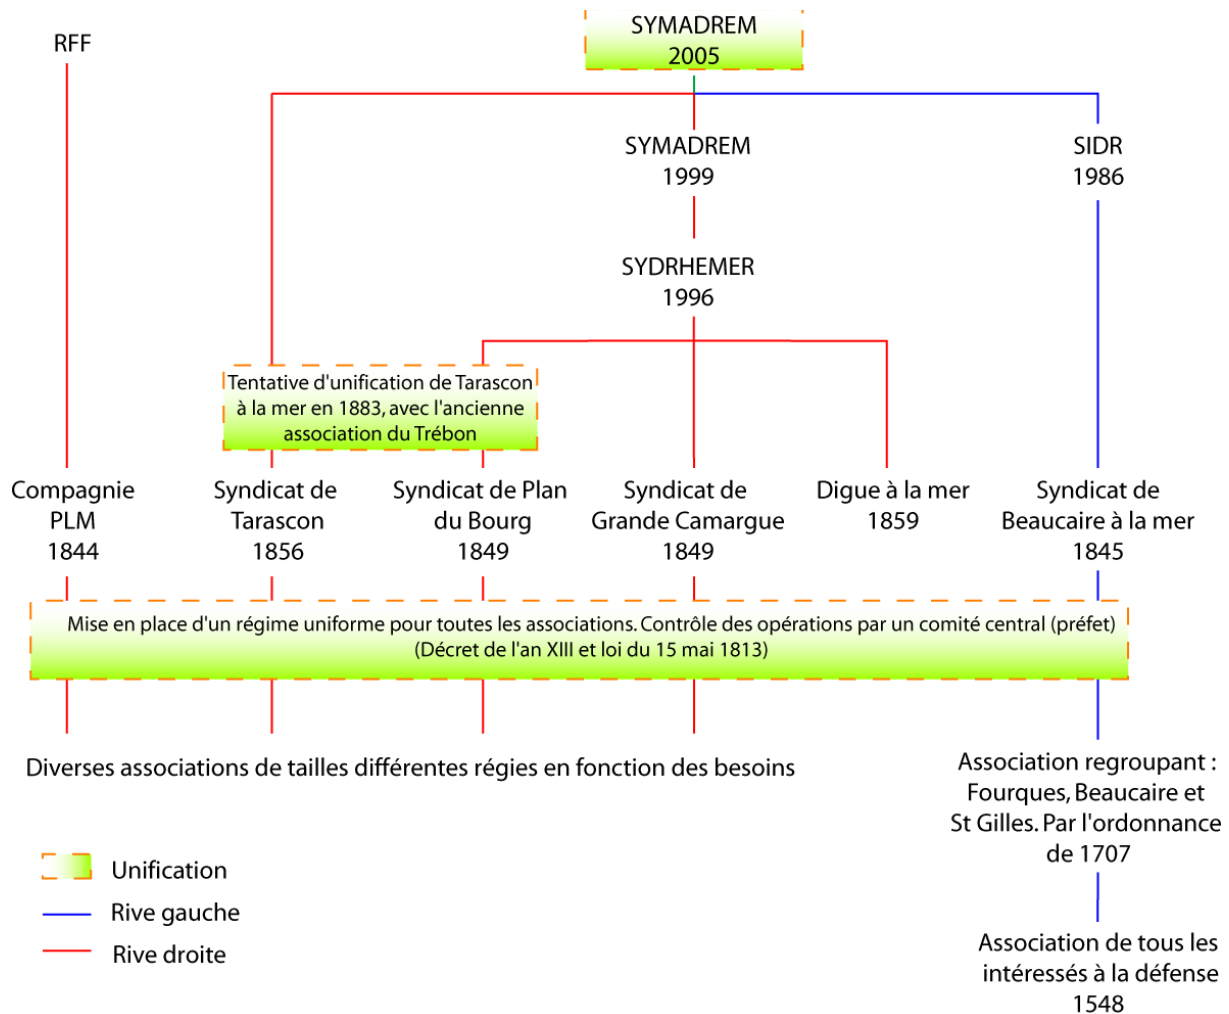 RFF
SYMADREM
2005
SYMADREM
1999
SIDR
1986
SYDRHEMER
1996
Tentative d'unification de Tarascon
à la mer en 1883, avec l'ancienne
association du Trébon
Compagnie
PLM
1844
Syndicat de
Tarascon
1856
Syndicat de Plan
du Bourg
1849
Syndicat de
Grande Camargue
1849
Digue à la mer
1859
Syndicat de
Beaucaire à la mer
1845
Mise en place d'un régime uniforme pour toutes les associations. Contrôle des opérations par un comité central (préfet)
(Décret de l'an XIII et loi du 15 mai 1813)
Diverses associations de tailles différentes régies en fonction des besoins
Association regroupant :
Fourques, Beaucaire et
St Gilles. Par l'ordonnance
de 1707
Association de tous les
intéressés à la défense
1548
Unification
Rive gauche
Rive droite